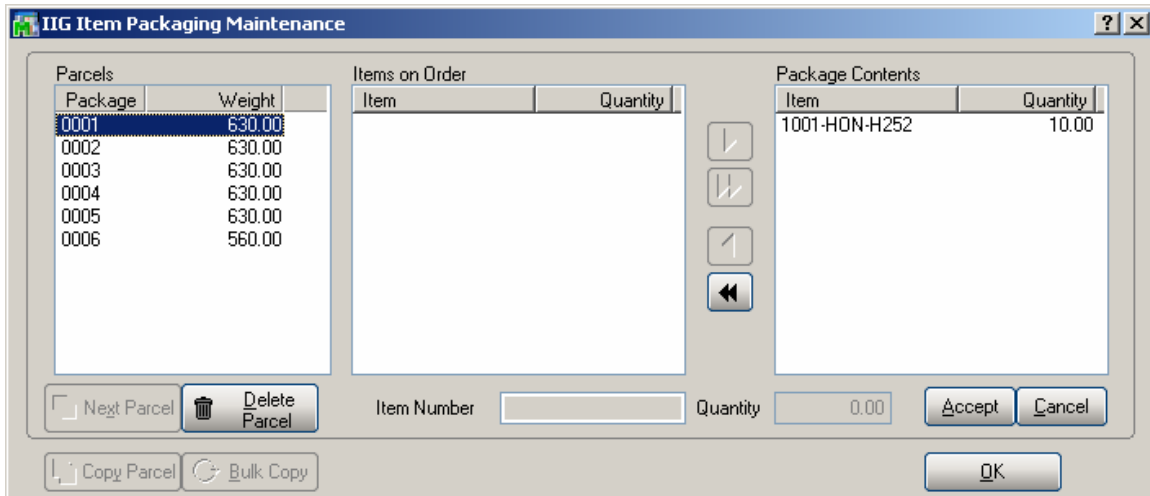 IIG Item Packaging Maintenance
Parcels
Package Weight
0001 630.00
0002 630.00
0003 630.00
0004 630.00
0005 630.00
0006 560.00
Items on Order
Item Quantity
Package Contents
Item Quantity
1001-HON-H252 10.00
Next Parcel
Delete
Parcel
Item Number
Quantity 0.00
Accept
Cancel
Copy Parcel
Bulk Copy
OK